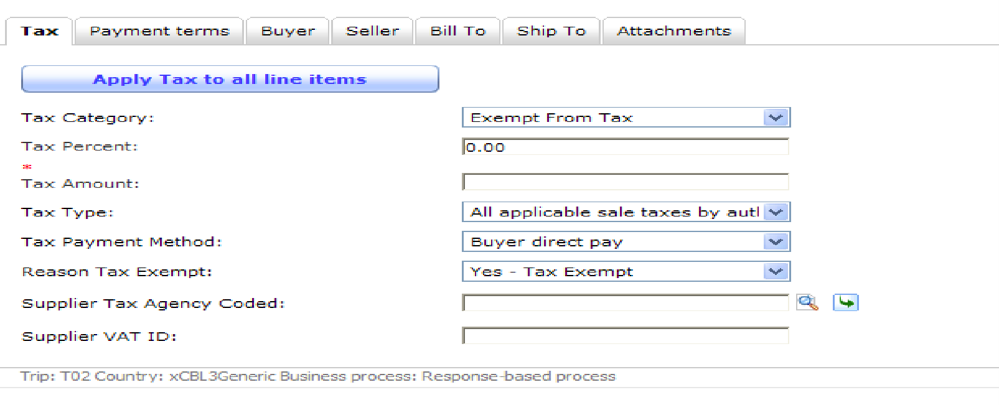 Tax Payment terms Buyer Seller Bill To Ship To Attachments
Apply Tax to all line items
Tax Category: Exempt From Tax
Tax Percent: 0.00
*
Tax Amount:
Tax Type: All applicable sale taxes by
Tax Payment Method: Buyer direct pay
Reason Tax Exempt: Yes - Tax Exempt
Supplier Tax Agency Coded:
Supplier VAT ID:
Trip: T02 Country: xCBL3Generic Business process: Response-based process